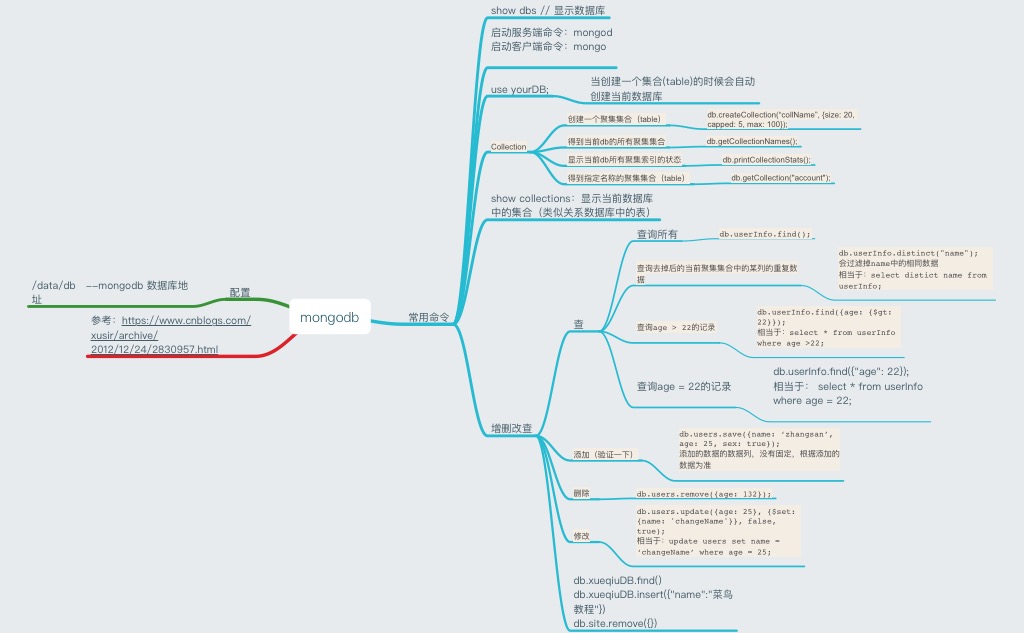 mongodb
配置
/data/db --mongodb 数据库地
址
参考：https://www.cnblogs.com/
xusir/archive/
2012/12/24/2830957.html
常用命令
show dbs // 显示数据库
启动服务端命令：mongod
启动客户端命令：mongo
use yourDB;
当创建一个集合(table)的时候会自动
创建当前数据库
Collection
创建一个聚集集合（table）
db.createCollection("collName", {size: 20,
capped: 5, max: 100});
得到当前db的所有聚集集合
db.getCollectionNames();
显示当前db所有聚集索引的状态
db.printCollectionStats();
得到指定名称的聚集集合（table）
db.getCollection("account");
show collections：显示当前数据库
中的集合（类似关系数据库中的表）
增删改查
查
查询所有
db.userInfo.find();
查询去掉后的当前聚集集合中的某列的重复数
据
db.userInfo.distinct("name");
会过滤掉name中的相同数据
相当于：select distict name from
userInfo;
查询age > 22的记录
db.userInfo.find({age: {$gt:
22}});
相当于：select * from userInfo
where age >22;
查询age = 22的记录
db.userInfo.find({"age": 22});
相当于： select * from userInfo
where age = 22;
添加（验证一下）
db.users.save({name: ‘zhangsan’,
age: 25, sex: true});
添加的数据的数据列，没有固定，根据添加的
数据为准
删除
db.users.remove({age: 132});
修改
db.users.update({age: 25}, {$set:
{name: 'changeName'}}, false,
true);
相当于：update users set name =
‘changeName’ where age = 25;
db.xueqiuDB.find()
db.xueqiuDB.insert({"name":"菜鸟
教程"})
db.site.remove({})